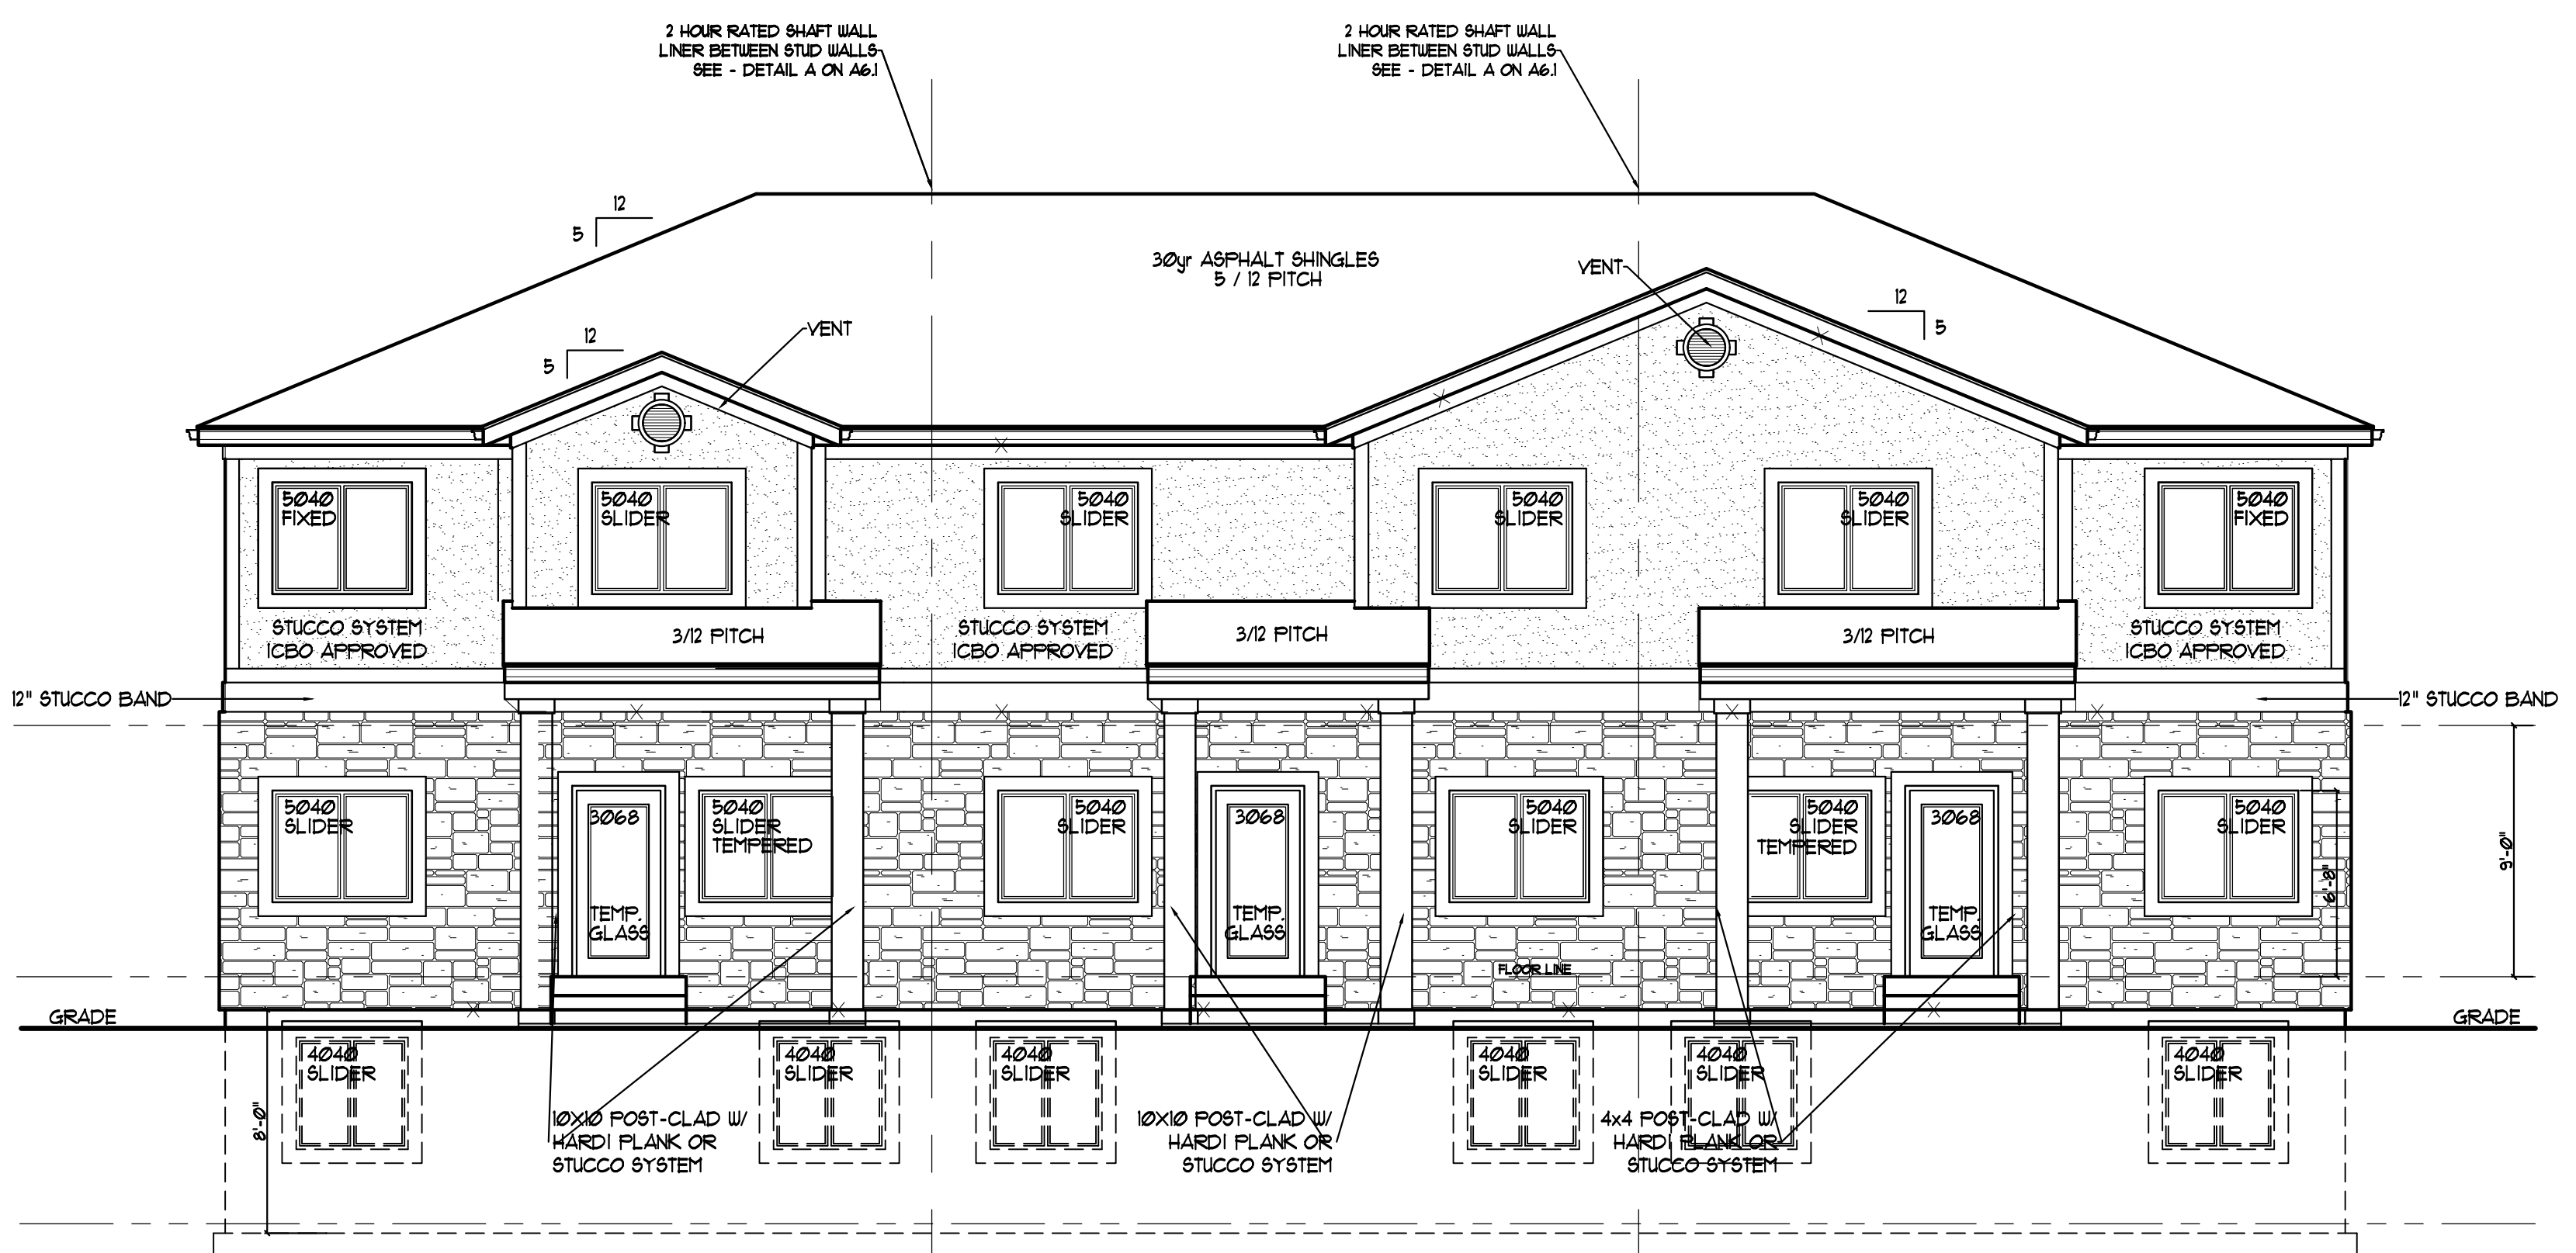 2 HOUR RATED SHAFT WALL
LINER BETWEEN STUD WALLS
SEE - DETAIL A ON A6.1
2 HOUR RATED SHAFT WALL
LINER BETWEEN STUD WALLS
SEE - DETAIL A ON A6.1
12
5
30yr ASPHALT SHINGLES
5 / 12 PITCH
VENT
12
5
12
5
VENT
5040
FIXED
5040
SLIDER
5040
SLIDER
5040
SLIDER
5040
SLIDER
5040
FIXED
STUCCO SYSTEM
ICBO APPROVED
3/12 PITCH
STUCCO SYSTEM
ICBO APPROVED
3/12 PITCH
3/12 PITCH
STUCCO SYSTEM
ICBO APPROVED
12" STUCCO BAND
12" STUCCO BAND
5040
SLIDER
3068
TEMP.
GLASS
5040
SLIDER
TEMPERED
5040
SLIDER
3068
TEMP.
GLASS
5040
SLIDER
5040
SLIDER
TEMPERED
3068
TEMP.
GLASS
5040
SLIDER
6'-8"
9'-0"
FLOOR LINE
GRADE
GRADE
4040
SLIDER
4040
SLIDER
4040
SLIDER
4040
SLIDER
4040
SLIDER
4040
SLIDER
8'-0"
10X10 POST-CLAD W/
HARDI PLANK OR
STUCCO SYSTEM
10X10 POST-CLAD W/
HARDI PLANK OR
STUCCO SYSTEM
4x4 POST-CLAD W/
HARDI PLANK OR
STUCCO SYSTEM